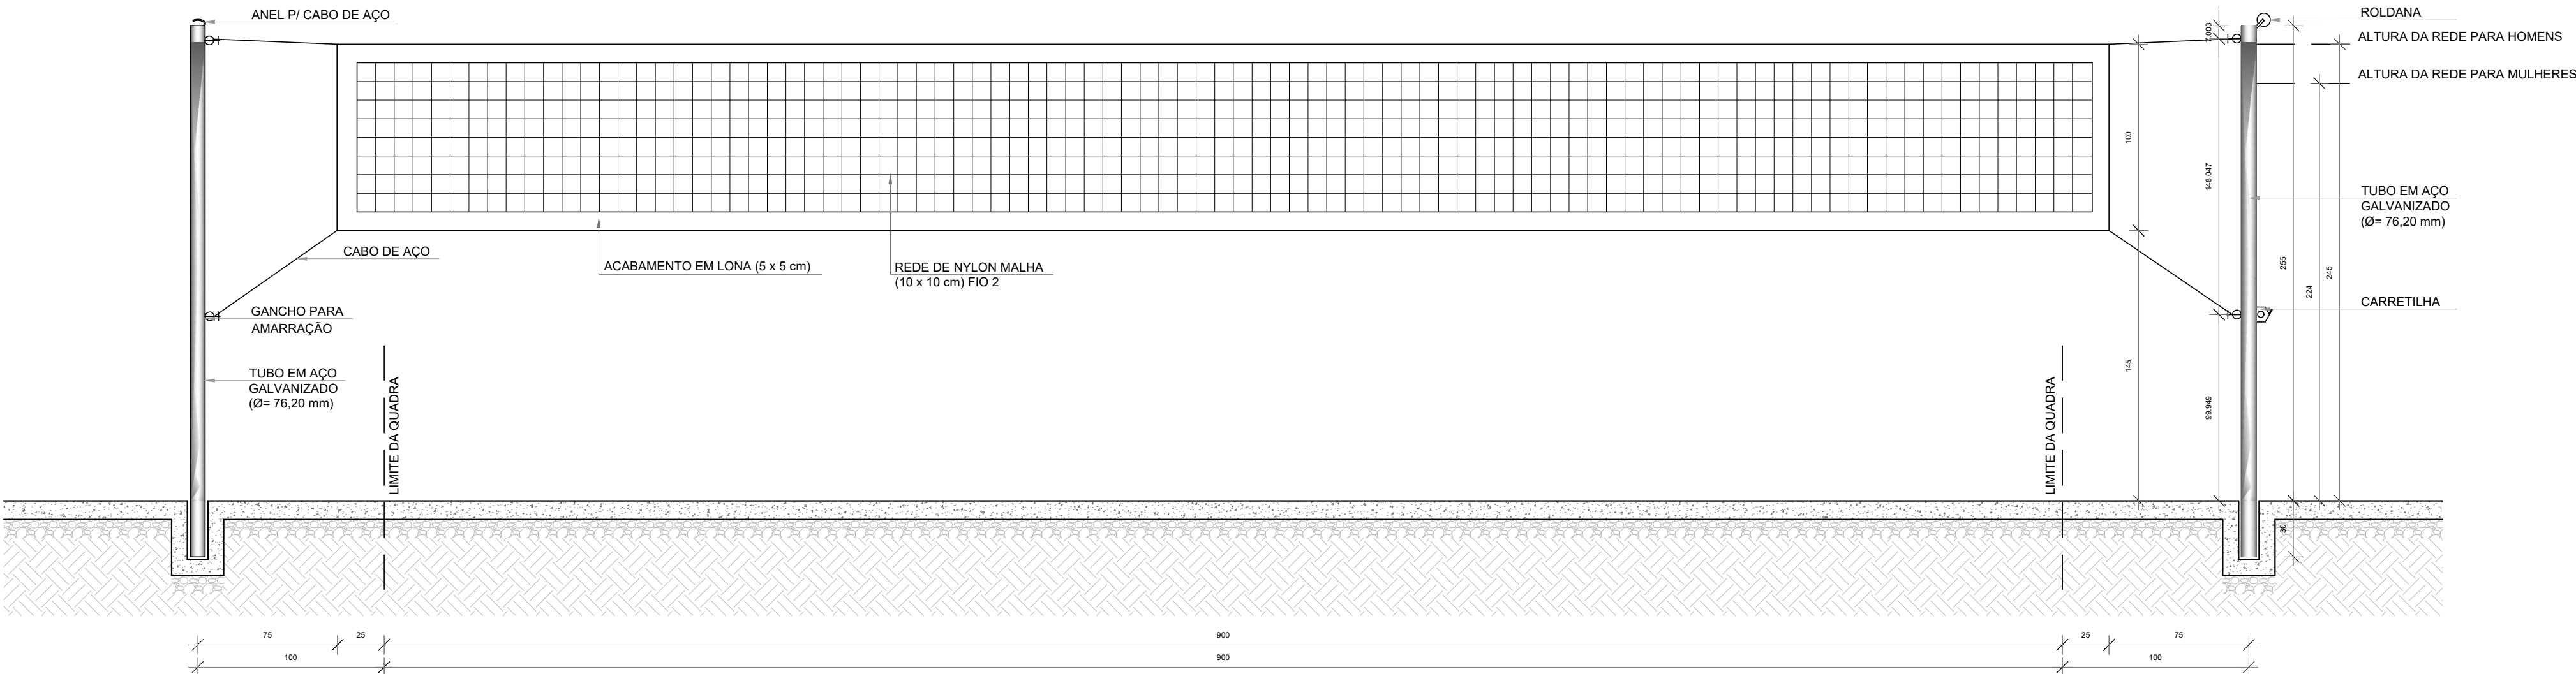 ANEL P/ CABO DE AÇO
ROLDANA
ALTURA DA REDE PARA HOMENS
ALTURA DA REDE PARA MULHERES
7.003
100
148.047
TUBO EM AÇO
GALVANIZADO
(Ø= 76,20 mm)
CABO DE AÇO
ACABAMENTO EM LONA (5 x 5 cm)
REDE DE NYLON MALHA
(10 x 10 cm) FIO 2
255
224
245
GANCHO PARA
AMARRAÇÃO
CARRETILHA
TUBO EM AÇO
GALVANIZADO
(Ø= 76,20 mm)
LIMITE DA QUADRA
LIMITE DA QUADRA
145
99.949
30
75
25
900
25
75
100
900
100